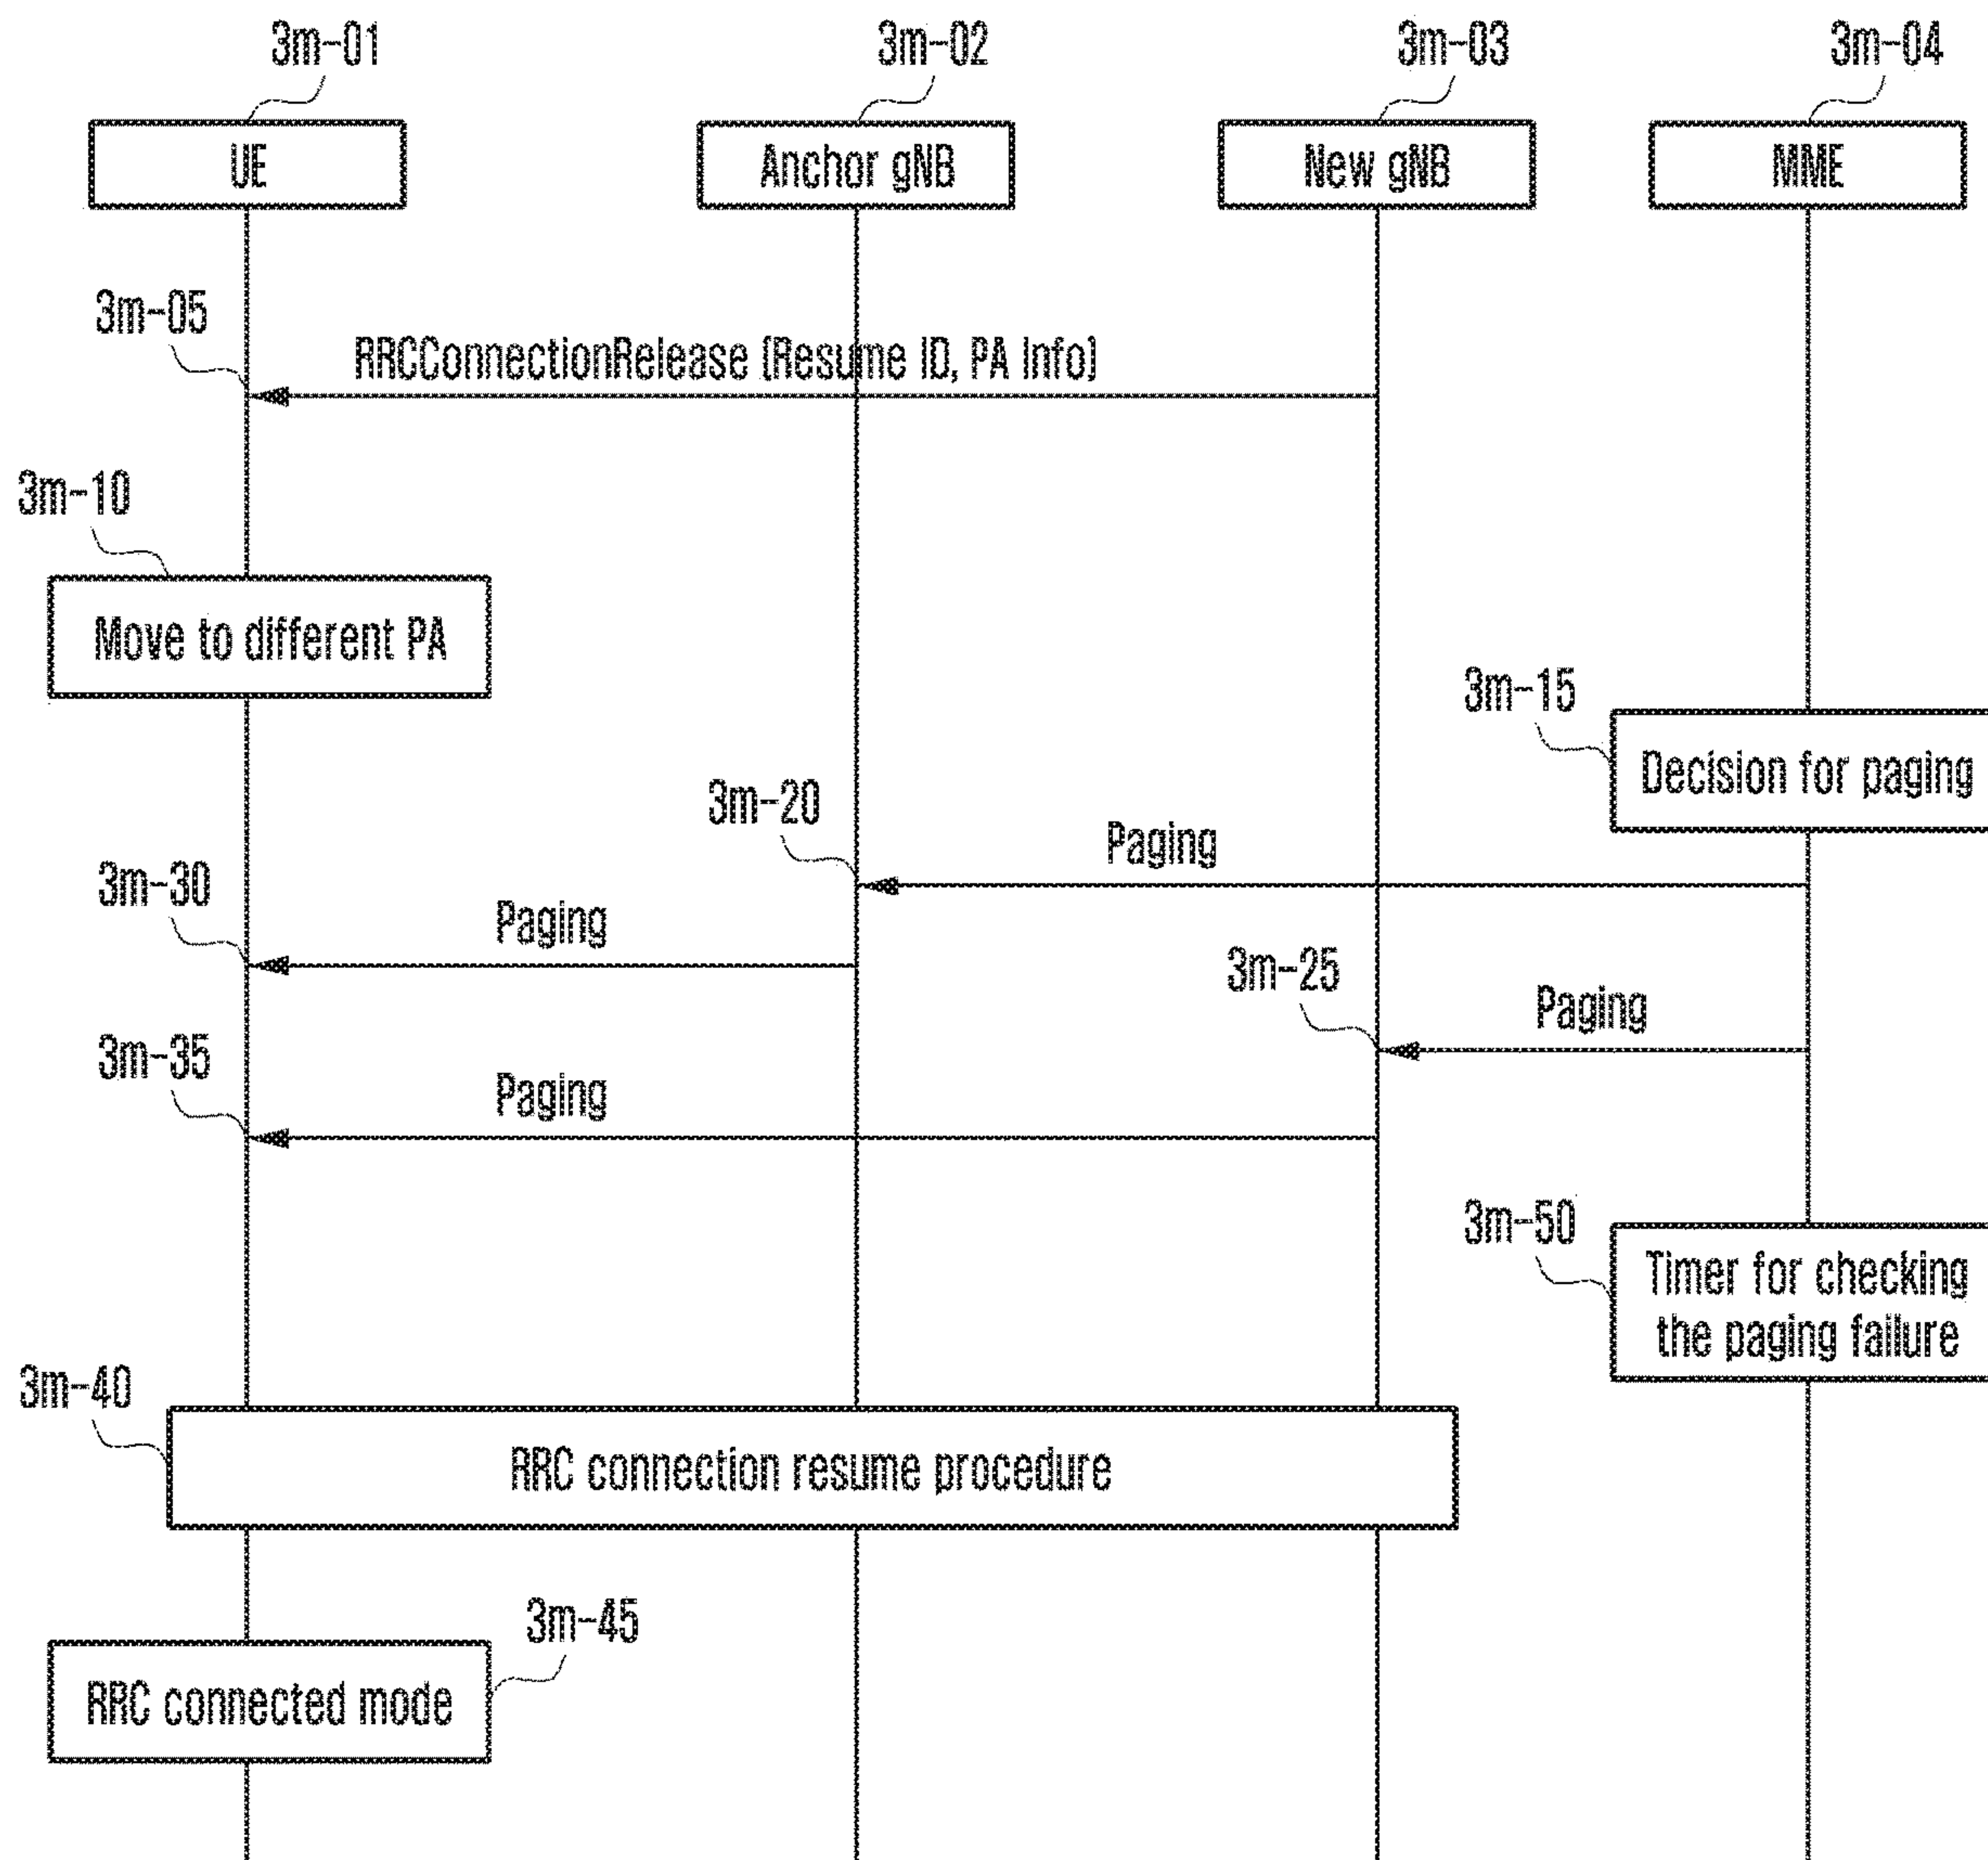 3m-01
3m-02
3m-03
3m-04
UE
Anchor gNB
New gNB
MME
3m-05
RRCConnectionRelease (Resume ID, PA Info)
3m-10
Move to different PA
3m-15
Decision for paging
3m-20
Paging
3m-30
Paging
3m-25
Paging
3m-35
Paging
3m-50
Timer for checking
the paging failure
3m-40
RRC connection resume procedure
3m-45
RRC connected mode